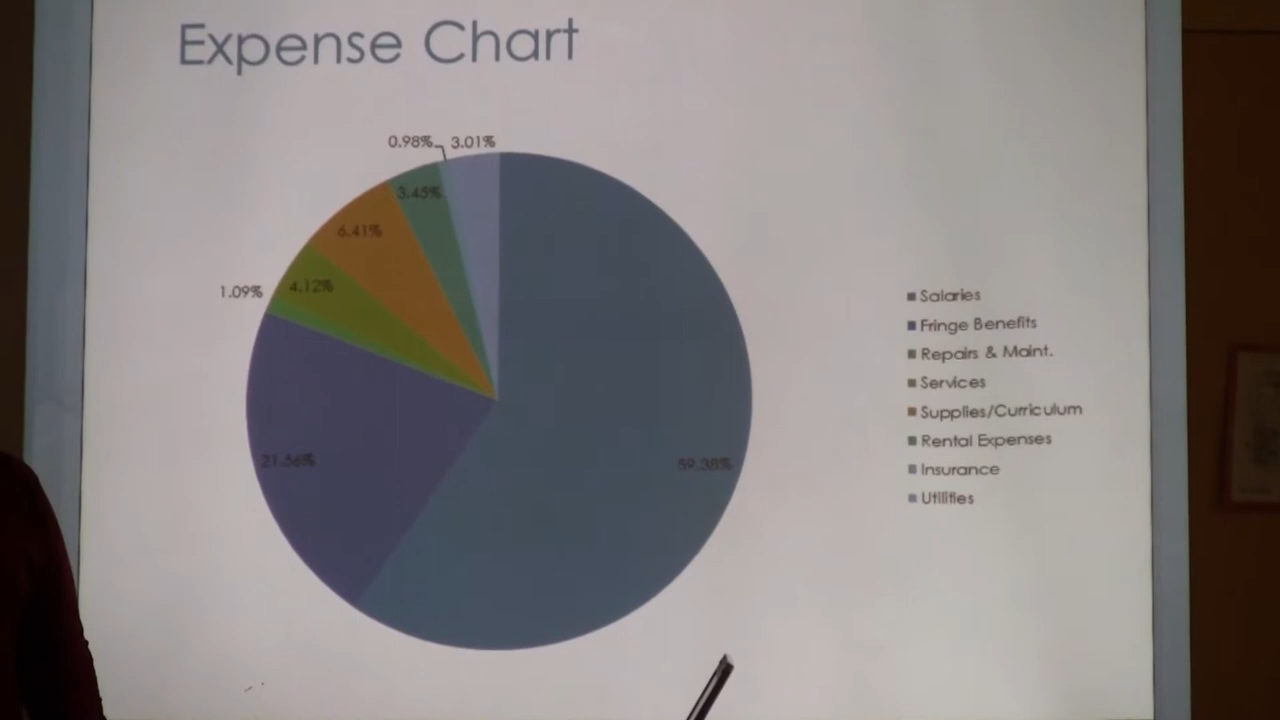 Expense Chart
0.98% 3.01%
3.45%
6.41%
1.09% 4.12%
21.56%
59.38%
Salaries
Fringe Benefits
Repairs & Maint.
Services
Supplies/Curriculum
Rental Expenses
Insurance
Utilities